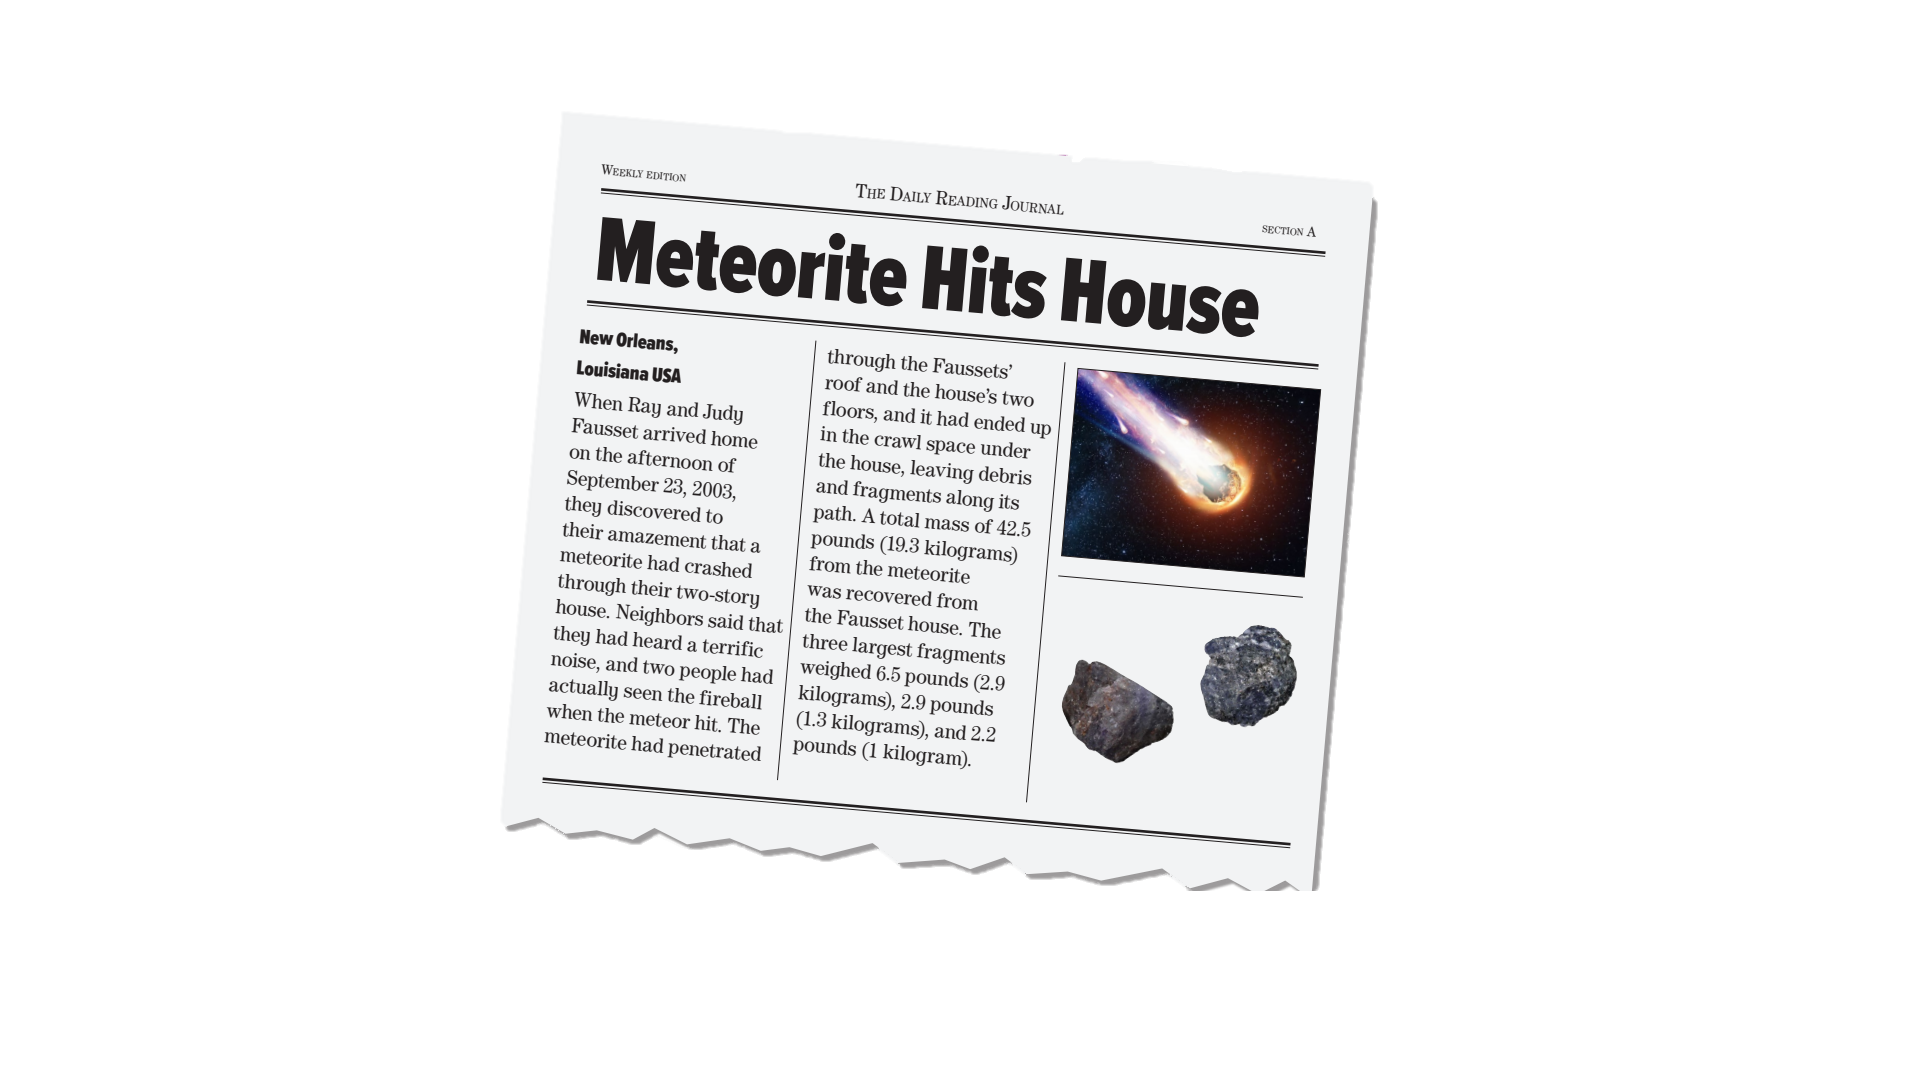 WEEKLY EDITION
THE DAILY READING JOURNAL
SECTION A
Meteorite Hits House
New Orleans,
Louisiana USA
When Ray and Judy
Fausset arrived home
on the afternoon of
September 23, 2003,
they discovered to
their amazement that a
meteorite had crashed
through their two-story
house. Neighbors said that
they had heard a terrific
noise, and two people had
actually seen the fireball
when the meteor hit. The
meteorite had penetrated
through the Faussets’
roof and the house’s two
floors, and it had ended up
in the crawl space under
the house, leaving debris
and fragments along its
path. A total mass of 42.5
pounds (19.3 kilograms)
from the meteorite
was recovered from
the Fausset house. The
three largest fragments
weighed 6.5 pounds (2.9
kilograms), 2.9 pounds
(1.3 kilograms), and 2.2
pounds (1 kilogram).